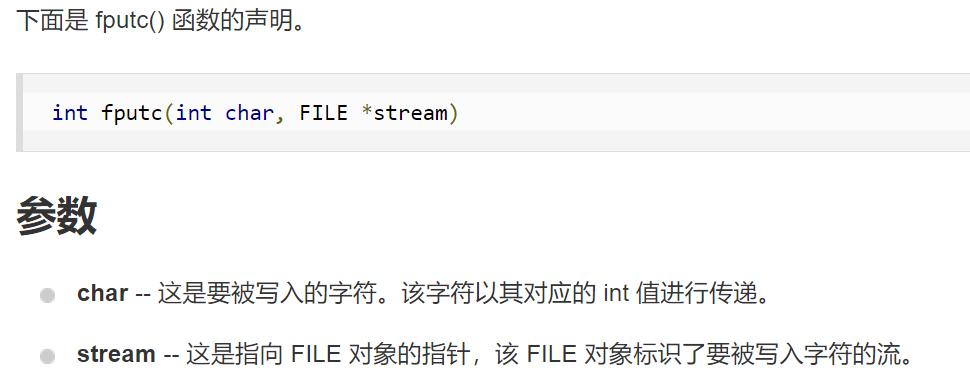 下面是 fputc() 函数的声明。
int fputc(int char, FILE *stream)
参数
char -- 这是要被写入的字符。该字符以其对应的 int 值进行传递。
stream -- 这是指向 FILE 对象的指针，该 FILE 对象标识了要被写入字符的流。